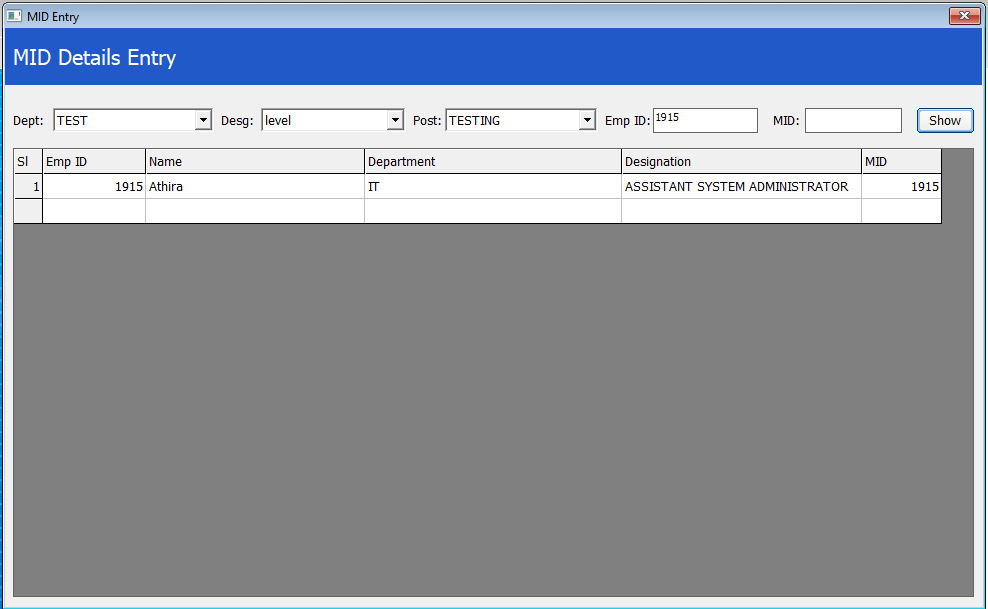 MID Entry
MID Details Entry
Dept: TEST Desg: level Post: TESTING Emp ID: 1915 MID: Show
Sl Emp ID Name Department Designation MID
1 1915 Athira IT ASSISTANT SYSTEM ADMINISTRATOR 1915